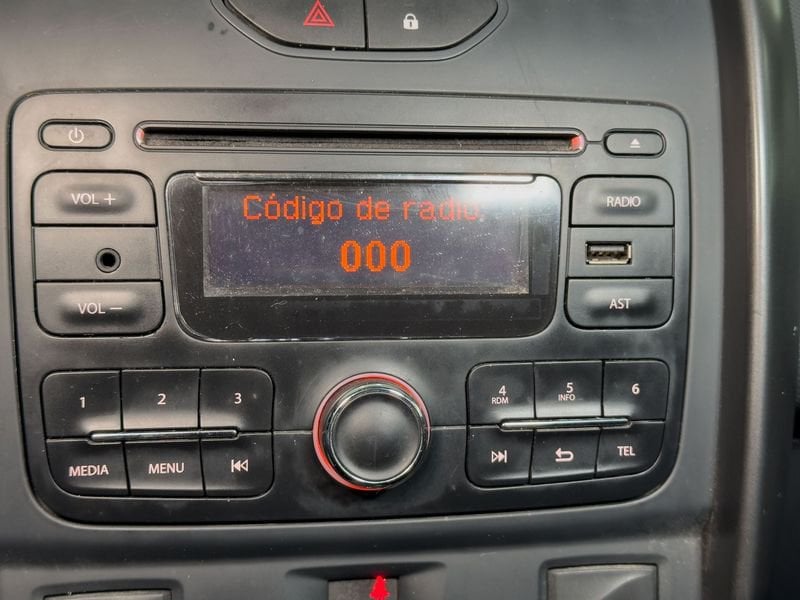 VOL +
Código de radio.
000
RADIO
VOL −
AST
1
2
3
4
RDM
5
INFO
6
MEDIA
MENU
TEL